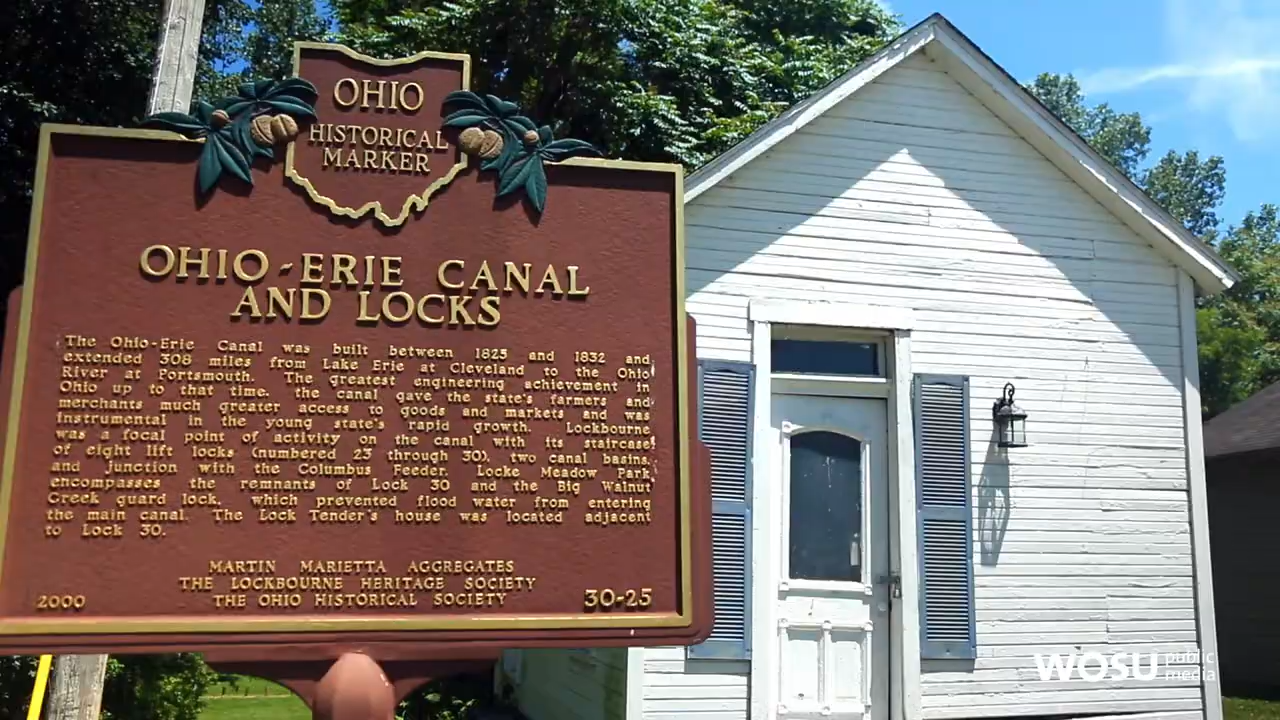 OHIO
HISTORICAL
MARKER
OHIO-ERIE CANAL
AND LOCKS
The Ohio-Erie Canal was built between 1825 and 1832 and
extended 308 miles from Lake Erie at Cleveland to the Ohio
River at Portsmouth. The greatest engineering achievement in
Ohio up to that time, the canal gave the state's farmers and
merchants much greater access to goods and markets and was
instrumental in the young state's rapid growth. Lockbourne
was a focal point of activity on the canal with its staircase
of eight lift locks (numbered 23 through 30), two canal basins,
and junction with the Columbus Feeder. Locke Meadow Park
encompasses the remnants of Lock 30 and the Big Walnut
Creek guard lock, which prevented flood water from entering
the main canal. The Lock Tender's house was located adjacent
to Lock 30.
MARTIN MARIETTA AGGREGATES
THE LOCKBOURNE HERITAGE SOCIETY
2000 THE OHIO HISTORICAL SOCIETY 30-25
WOSU public
media